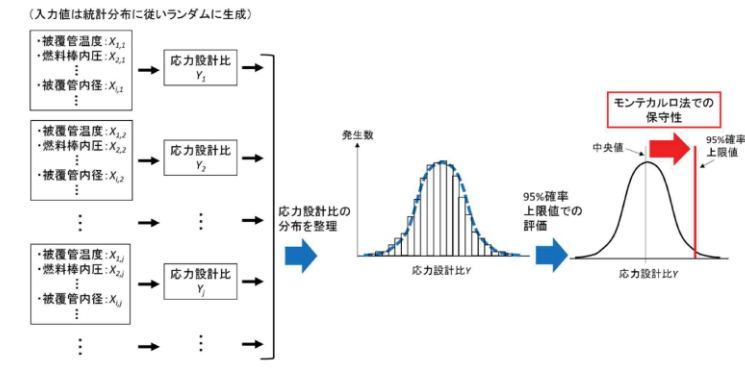 (入力値は統計分布に従いランダムに生成)
・被覆管温度:X1,1
・燃料棒内圧:X2,1
⋮
・被覆管内径:Xi,1
⋮
応力設計比
Y1
・被覆管温度:X1,2
・燃料棒内圧:X2,2
⋮
・被覆管内径:Xi,2
⋮
応力設計比
Y2
⋮
⋮
・被覆管温度:X1,j
・燃料棒内圧:X2,j
⋮
・被覆管内径:Xi,j
⋮
応力設計比
Yj
⋮
⋮
応力設計比の
分布を整理
発生数
応力設計比Y
95%確率
上限値での
評価
モンテカルロ法での
保守性
中央値
95%確率
上限値
応力設計比Y